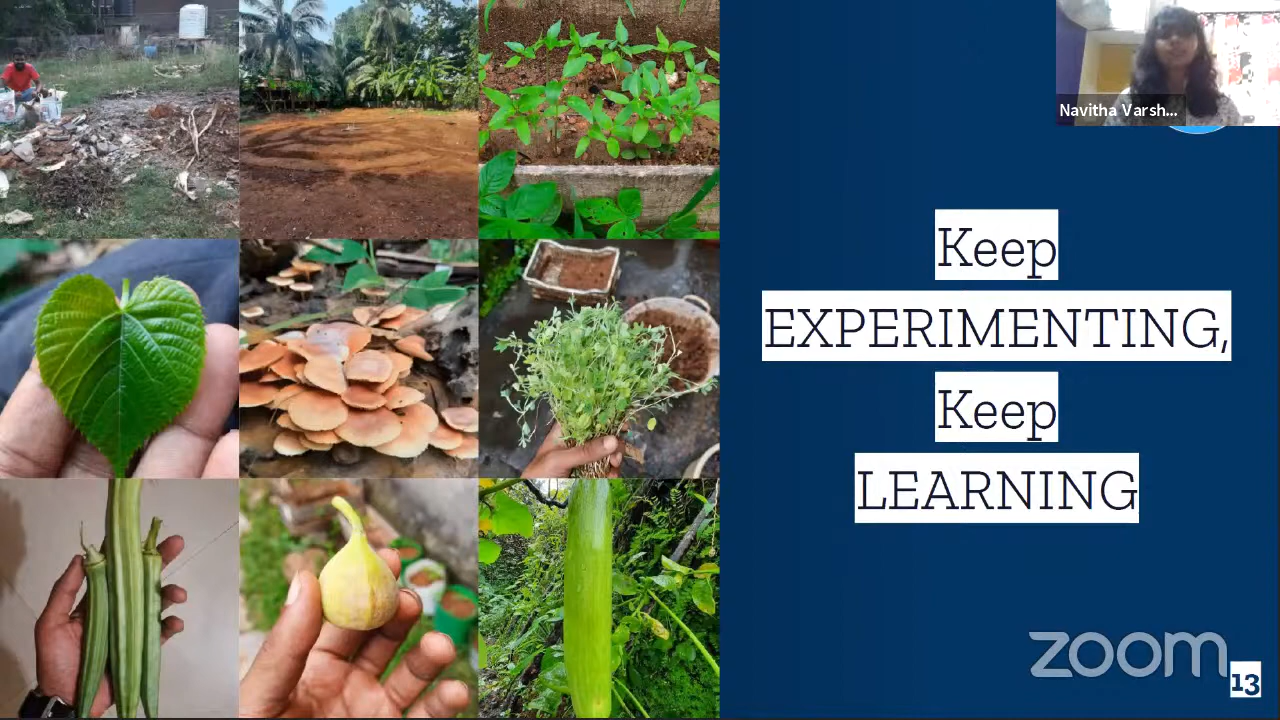 Navitha Varsh...
Keep
EXPERIMENTING,
Keep
LEARNING
zoom
13